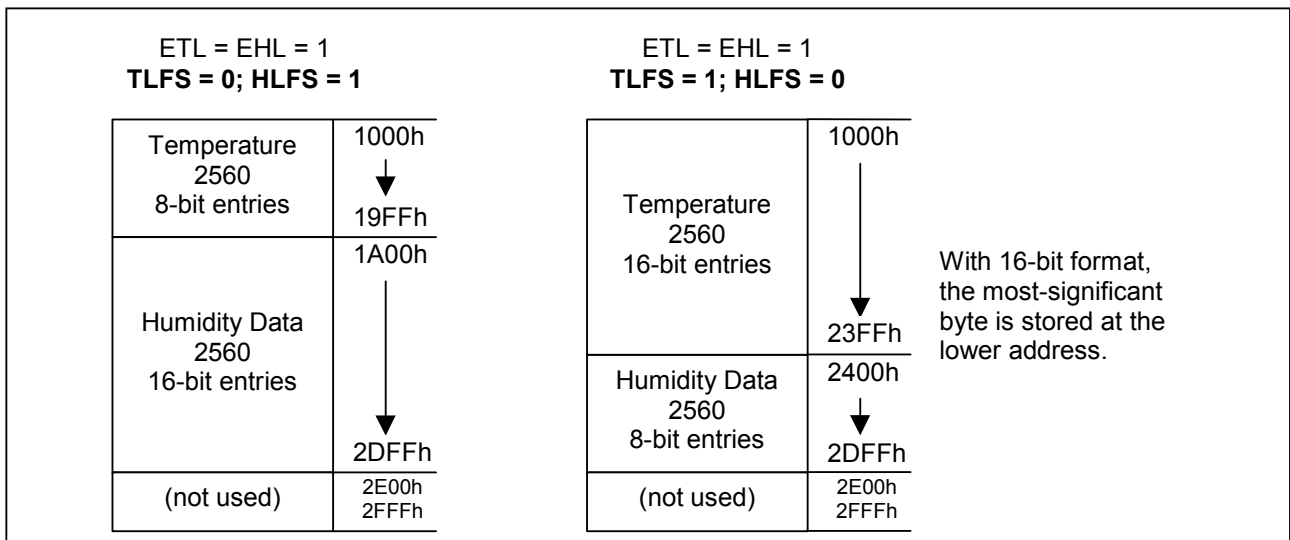 ETL = EHL = 1
TLFS = 0; HLFS = 1
Temperature
2560
8-bit entries
1000h
19FFh
Humidity Data
2560
16-bit entries
1A00h
2DFFh
(not used)
2E00h
2FFFh
ETL = EHL = 1
TLFS = 1; HLFS = 0
Temperature
2560
16-bit entries
1000h
23FFh
Humidity Data
2560
8-bit entries
2400h
2DFFh
(not used)
2E00h
2FFFh
With 16-bit format,
the most-significant
byte is stored at the
lower address.